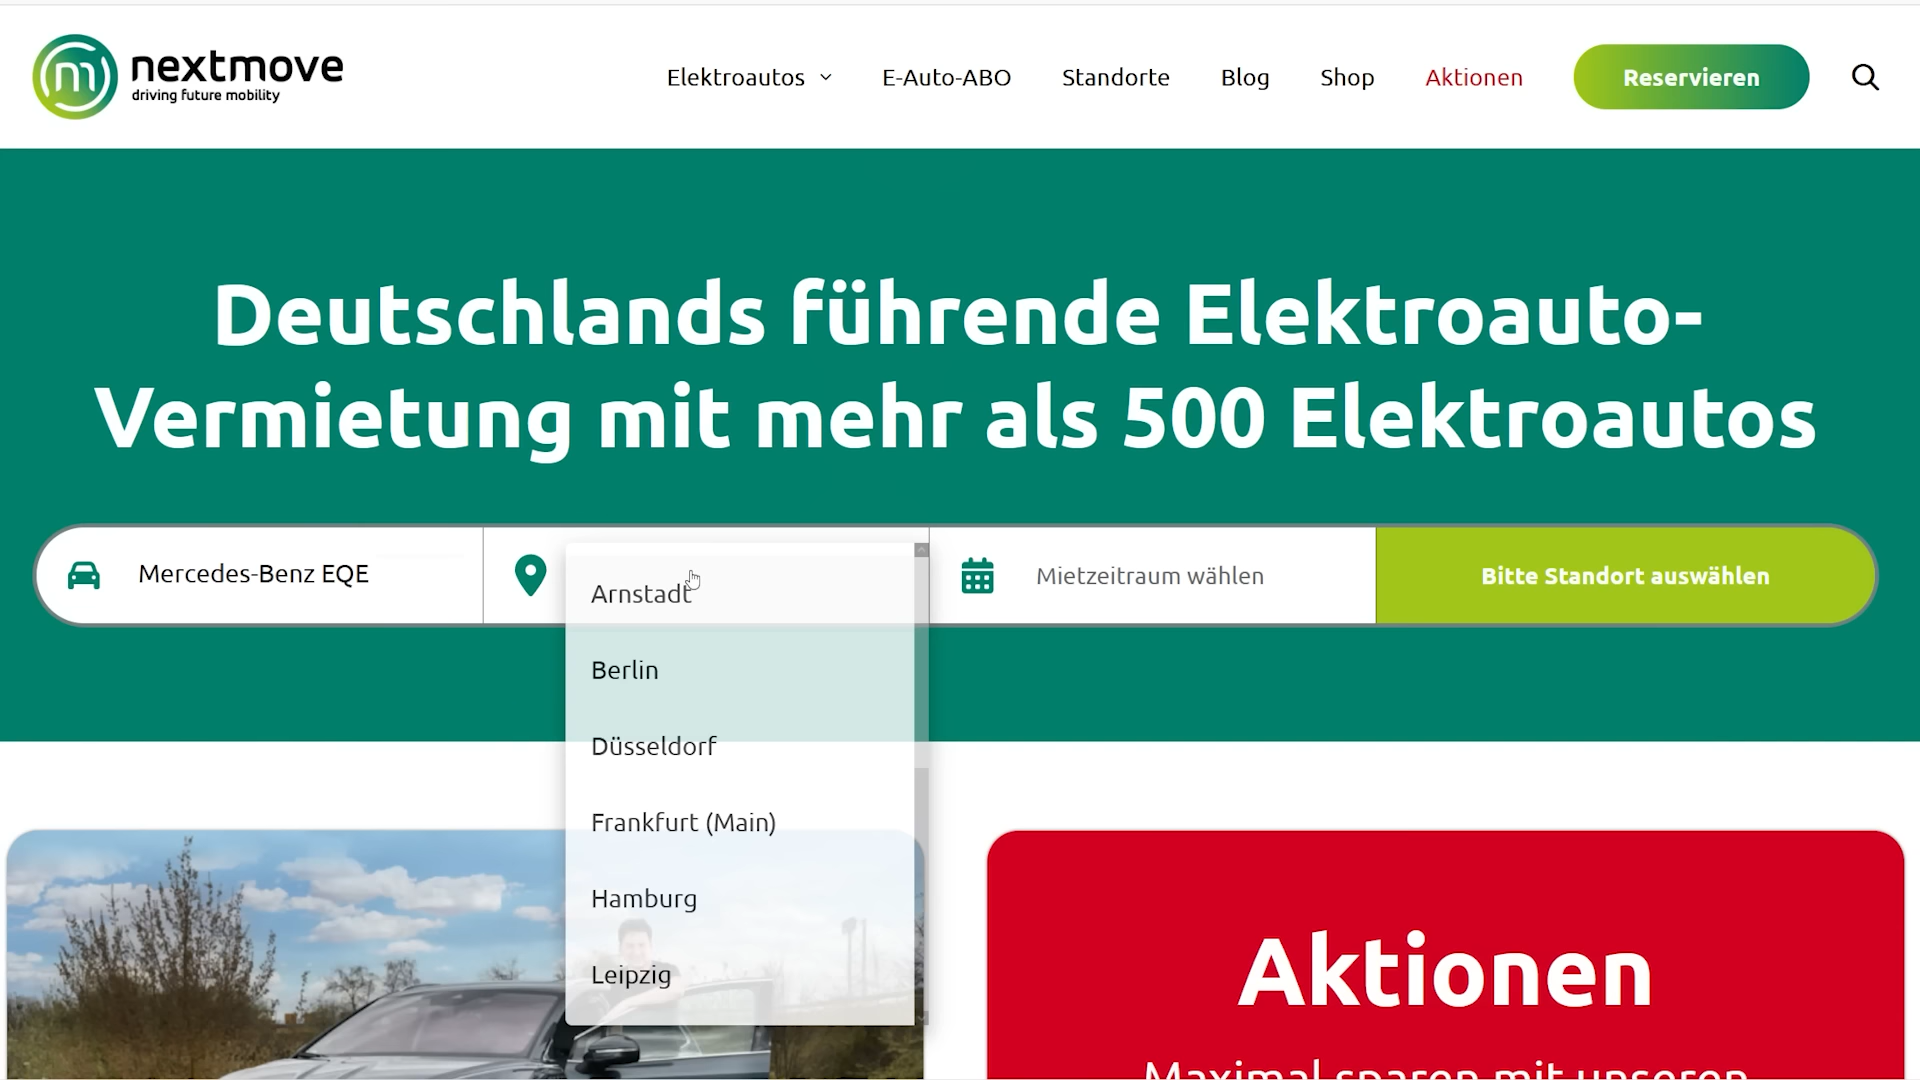 nextmove
driving future mobility
Elektroautos
E-Auto-ABO
Standorte
Blog
Shop
Aktionen
Reservieren
Deutschlands führende Elektroauto-
Vermietung mit mehr als 500 Elektroautos
Mercedes-Benz EQE
Mietzeitraum wählen
Bitte Standort auswählen
Arnstadt
Berlin
Düsseldorf
Frankfurt (Main)
Hamburg
Leipzig
Aktionen
Maximal sparen mit unseren